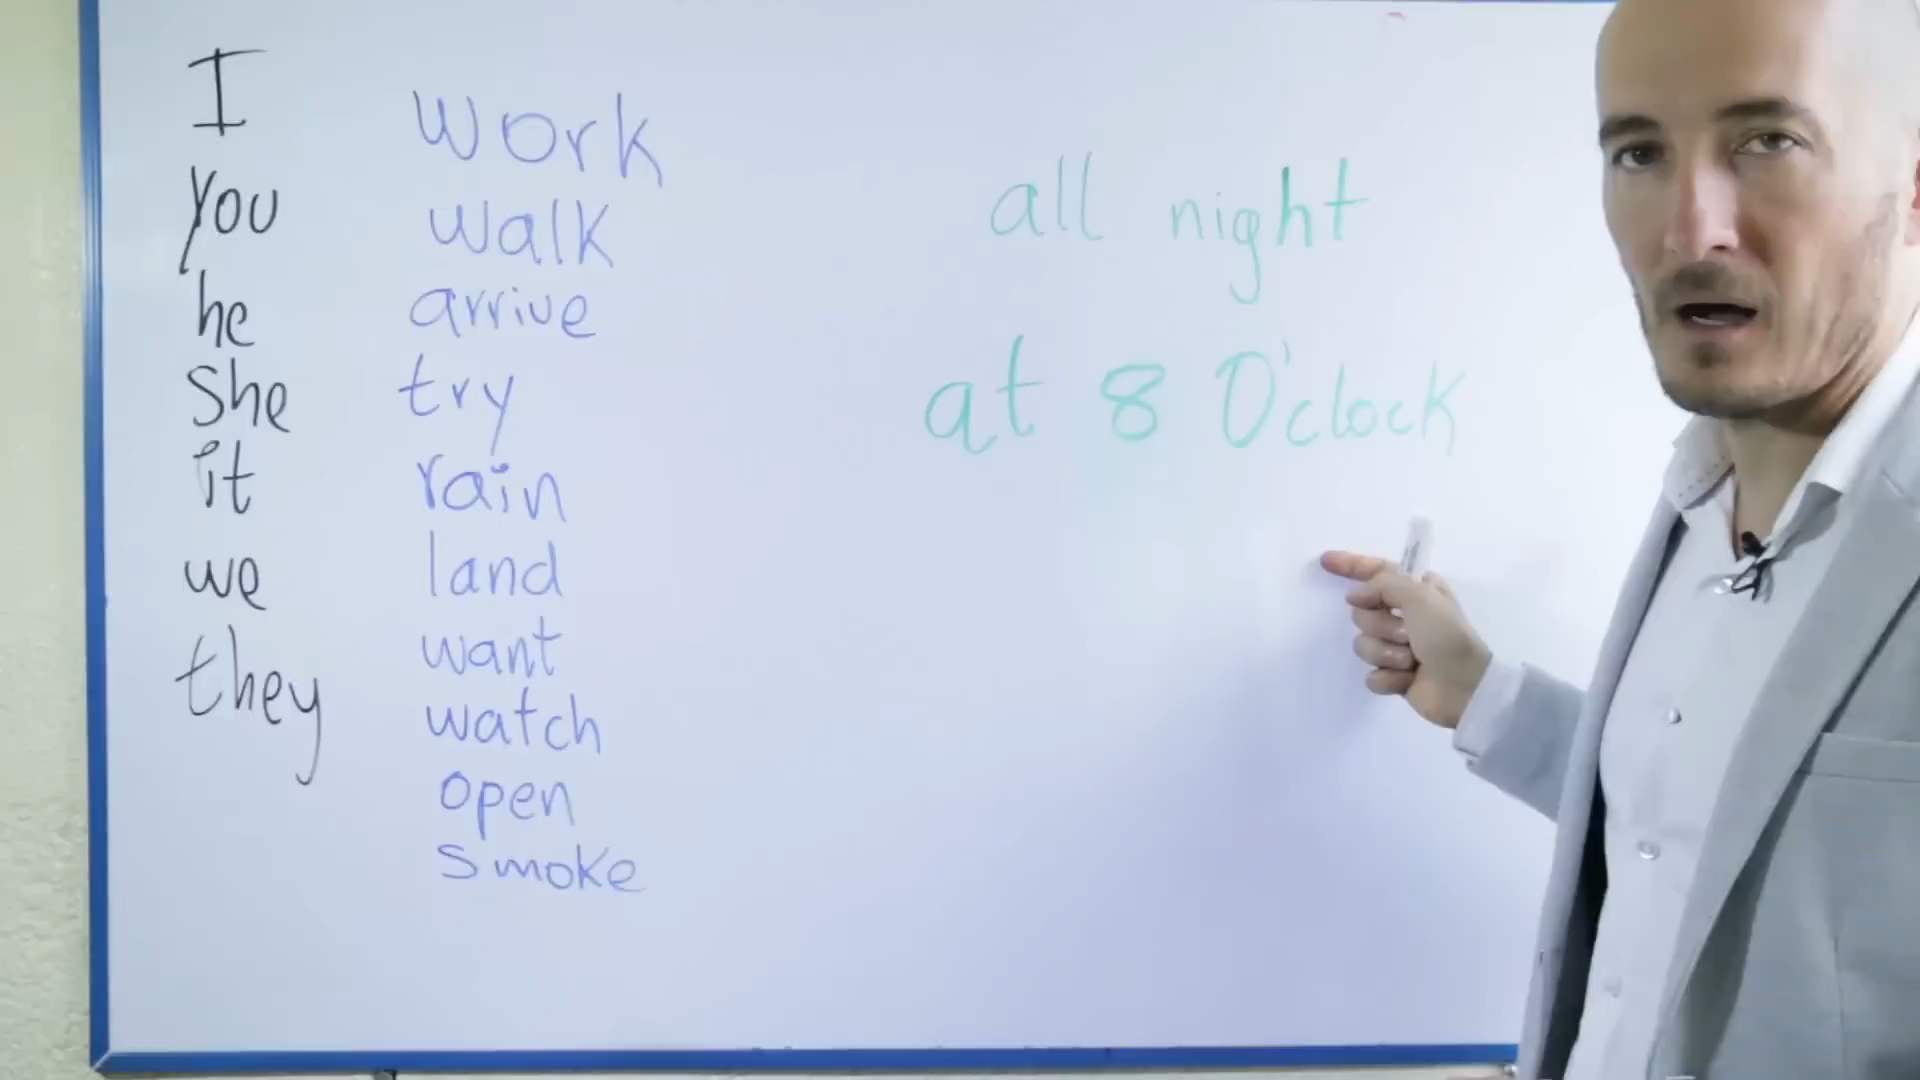 I
you
he
she
it
we
they
work
walk
arrive
try
rain
land
want
watch
open
smoke
all night
at 8 O'clock